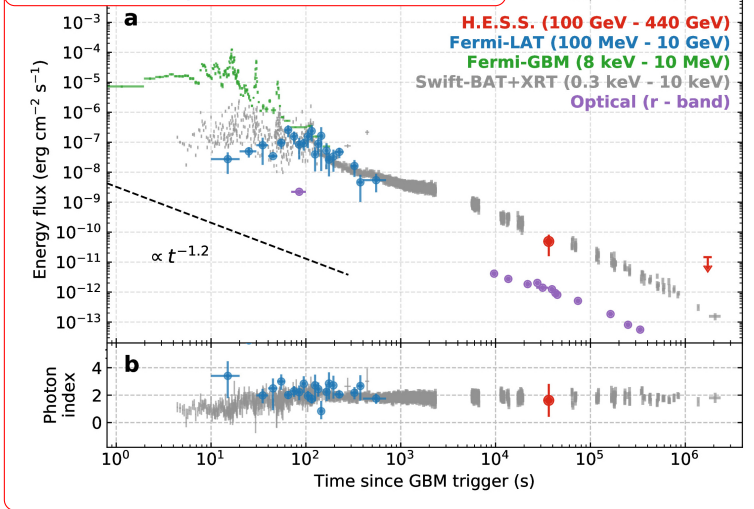 a
H.E.S.S. (100 GeV - 440 GeV)
Fermi-LAT (100 MeV - 10 GeV)
Fermi-GBM (8 keV - 10 MeV)
Swift-BAT+XRT (0.3 keV - 10 keV)
Optical (r - band)
Energy flux (erg cm⁻² s⁻¹)
10⁻³
10⁻⁴
10⁻⁵
10⁻⁶
10⁻⁷
10⁻⁸
10⁻⁹
10⁻¹⁰
10⁻¹¹
10⁻¹²
10⁻¹³
∝ t⁻¹·²
b
Photon
index
4
2
0
10⁰ 10¹ 10² 10³ 10⁴ 10⁵ 10⁶
Time since GBM trigger (s)